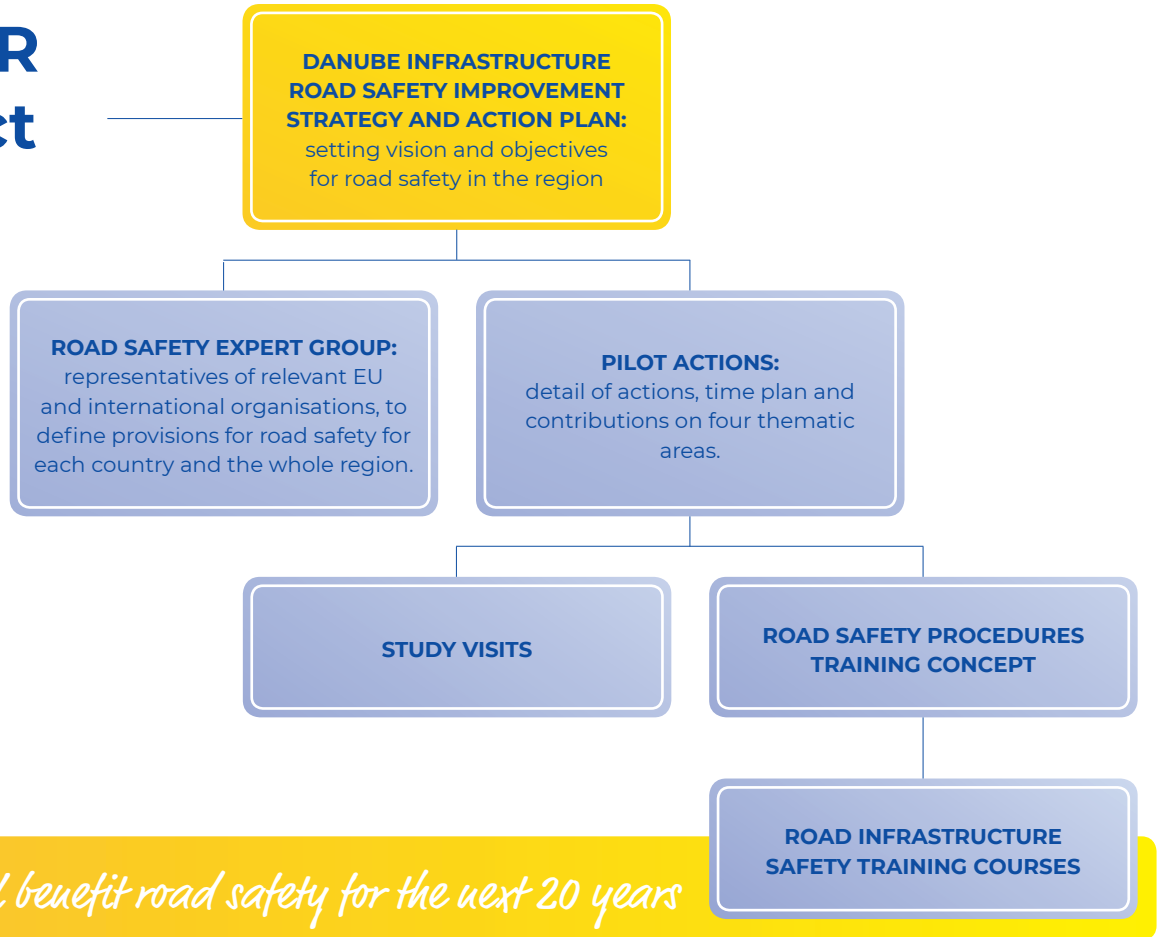 R
ct
DANUBE INFRASTRUCTURE
ROAD SAFETY IMPROVEMENT
STRATEGY AND ACTION PLAN:
setting vision and objectives
for road safety in the region
ROAD SAFETY EXPERT GROUP:
representatives of relevant EU
and international organisations, to
define provisions for road safety for
each country and the whole region.
PILOT ACTIONS:
detail of actions, time plan and
contributions on four thematic
areas.
STUDY VISITS
ROAD SAFETY PROCEDURES
TRAINING CONCEPT
ROAD INFRASTRUCTURE
SAFETY TRAINING COURSES
benefit road safety for the next 20 years